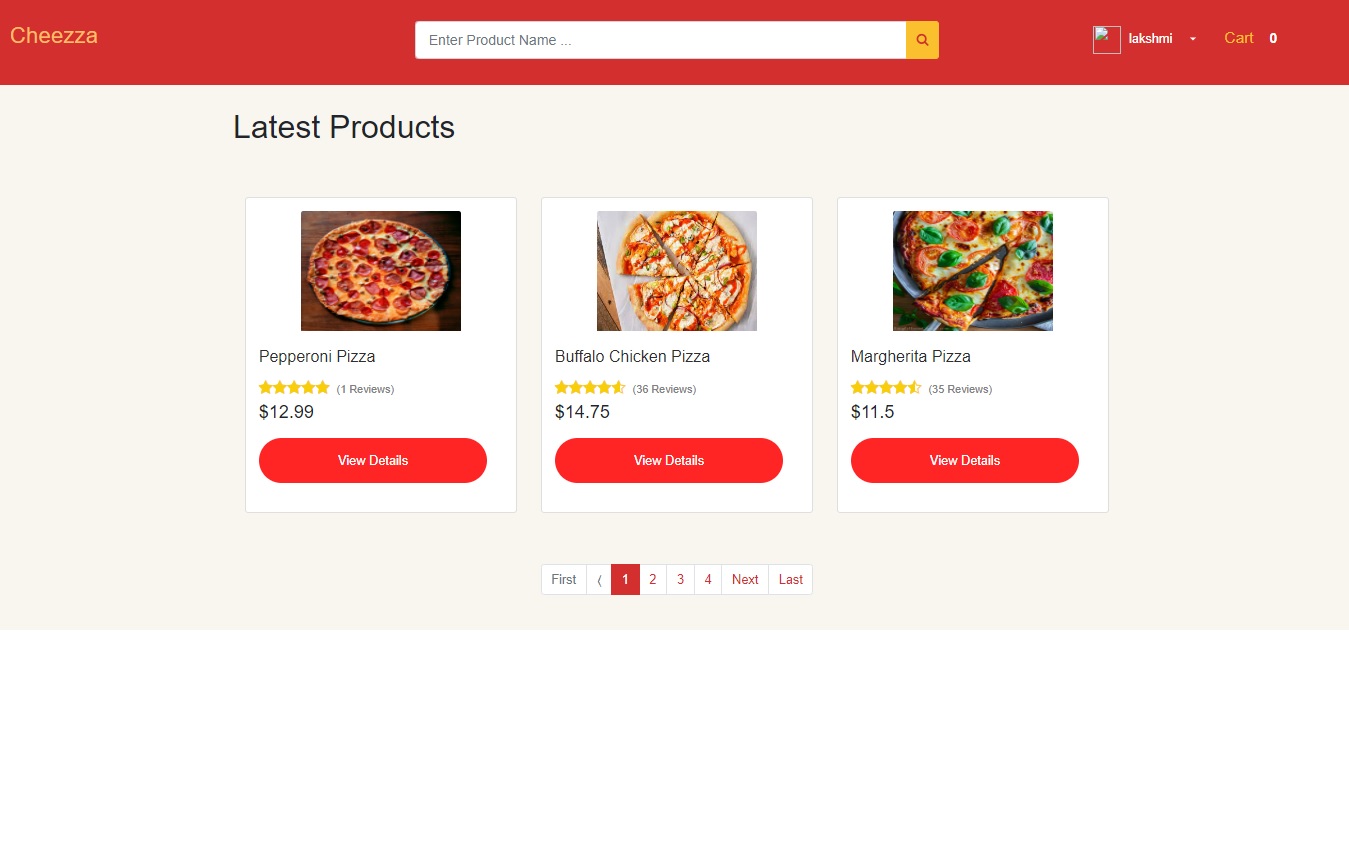 Cheezza
Enter Product Name ...
lakshmi
Cart 0
Latest Products
Pepperoni Pizza
(1 Reviews)
$12.99
View Details
Buffalo Chicken Pizza
(36 Reviews)
$14.75
View Details
Margherita Pizza
(35 Reviews)
$11.5
View Details
First ⟨ 1 2 3 4 Next Last